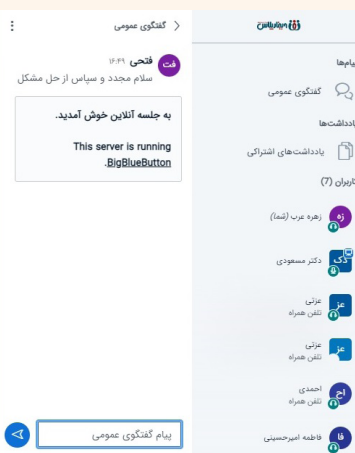 پیام‌ها
گفتگوی عمومی
یادداشت‌ها
یادداشت‌های اشتراکی
کاربران (7)
زه
زهره عرب (شما)
دک
دکتر مسعودی
عز
عزتی
تلفن همراه
عز
عزتی
تلفن همراه
اح
احمدی
تلفن همراه
فا
فاطمه امیرحسینی
گفتگوی عمومی
فت
فتحی ۱۶:۴۹
سلام مجدد و سپاس از حل مشکل
به جلسه آنلاین خوش آمدید.
This server is running
BigBlueButton.
پیام گفتگوی عمومی